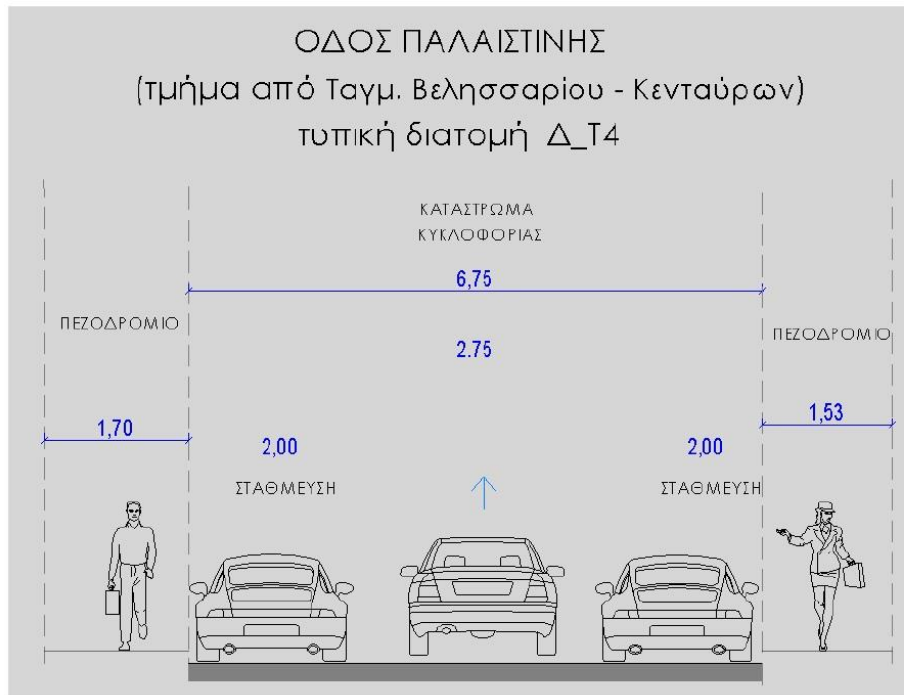 ΟΔΟΣ ΠΑΛΑΙΣΤΙΝΗΣ
(τμήμα από Ταγμ. Βελησσαρίου - Κενταύρων)
τυπική διατομή Δ_Τ4
ΚΑΤΑΣΤΡΩΜΑ
ΚΥΚΛΟΦΟΡΙΑΣ
6,75
ΠΕΖΟΔΡΟΜΙΟ
2.75
ΠΕΖΟΔΡΟΜΙΟ
1,70
2,00
2,00
1,53
ΣΤΑΘΜΕΥΣΗ
ΣΤΑΘΜΕΥΣΗ